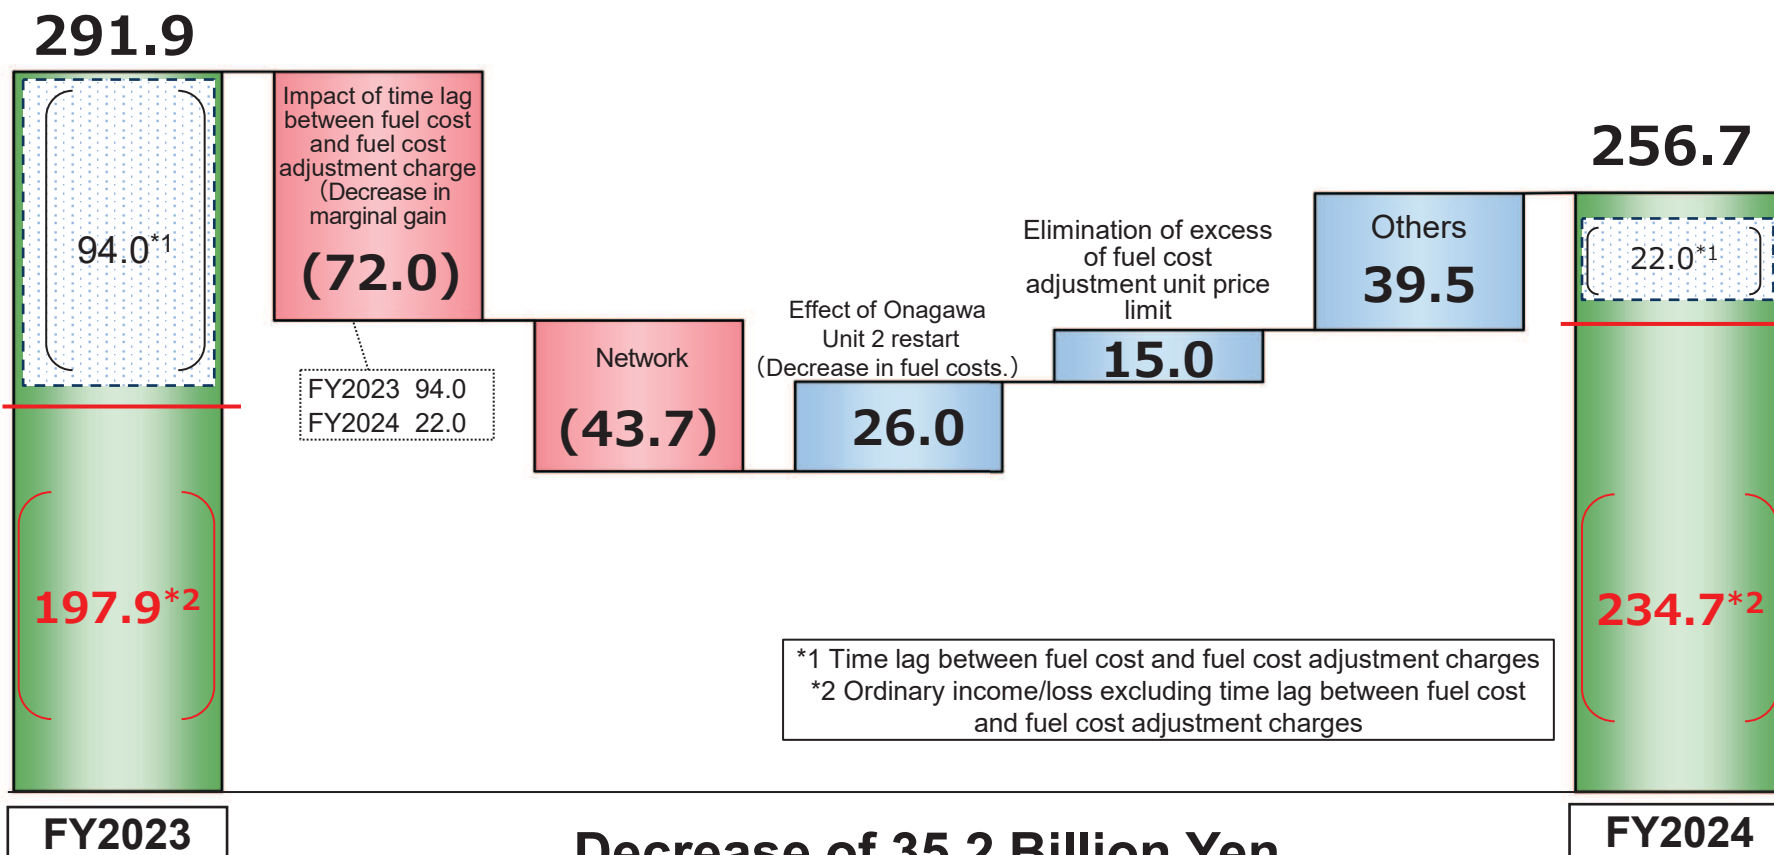 291.9
94.0*1
197.9*2
FY2023
Impact of time lag
between fuel cost
and fuel cost
adjustment charge
（Decrease in
marginal gain
(72.0)
FY2023 94.0
FY2024 22.0
Network
(43.7)
Effect of Onagawa
Unit 2 restart
（Decrease in fuel costs.）
26.0
Elimination of excess
of fuel cost
adjustment unit price
limit
15.0
Others
39.5
256.7
22.0*1
234.7*2
FY2024
*1 Time lag between fuel cost and fuel cost adjustment charges
*2 Ordinary income/loss excluding time lag between fuel cost
and fuel cost adjustment charges
Decrease of 35.2 Billion Yen